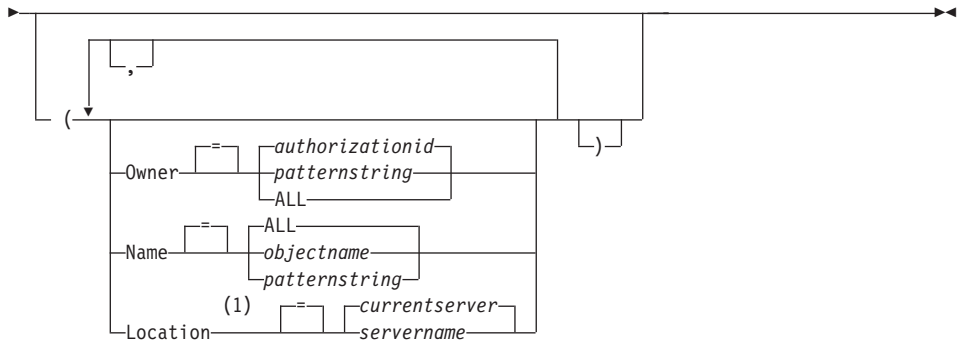 ,
(
)
=
authorizationid
Owner
patternstring
ALL
=
ALL
Name
objectname
patternstring
(1)
=
currentserver
Location
servername